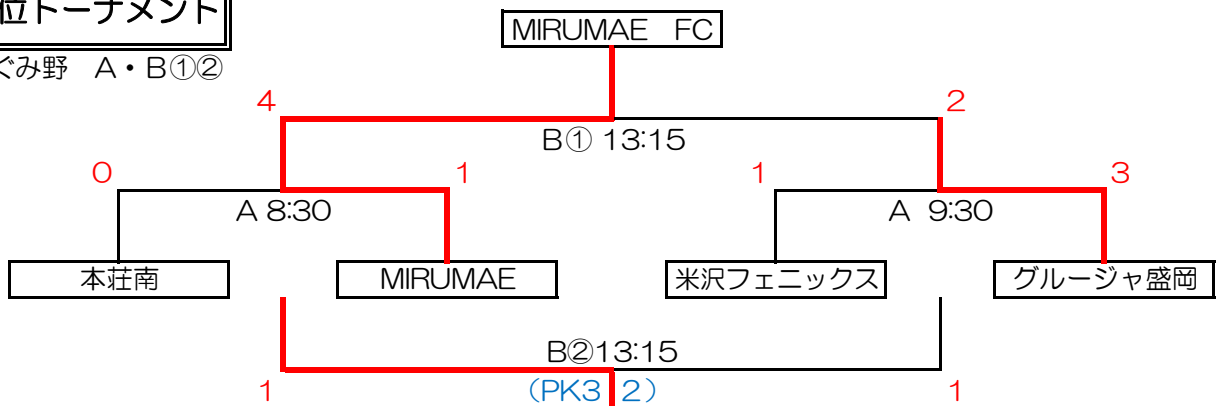 位トーナメント
MIRUMAE FC
ぐみ野 A・B①②
4
2
B① 13:15
0
1
1
3
A 8:30
A 9:30
本荘南
MIRUMAE
米沢フェニックス
グルージャ盛岡
B②13:15
1
(PK3 2)
1